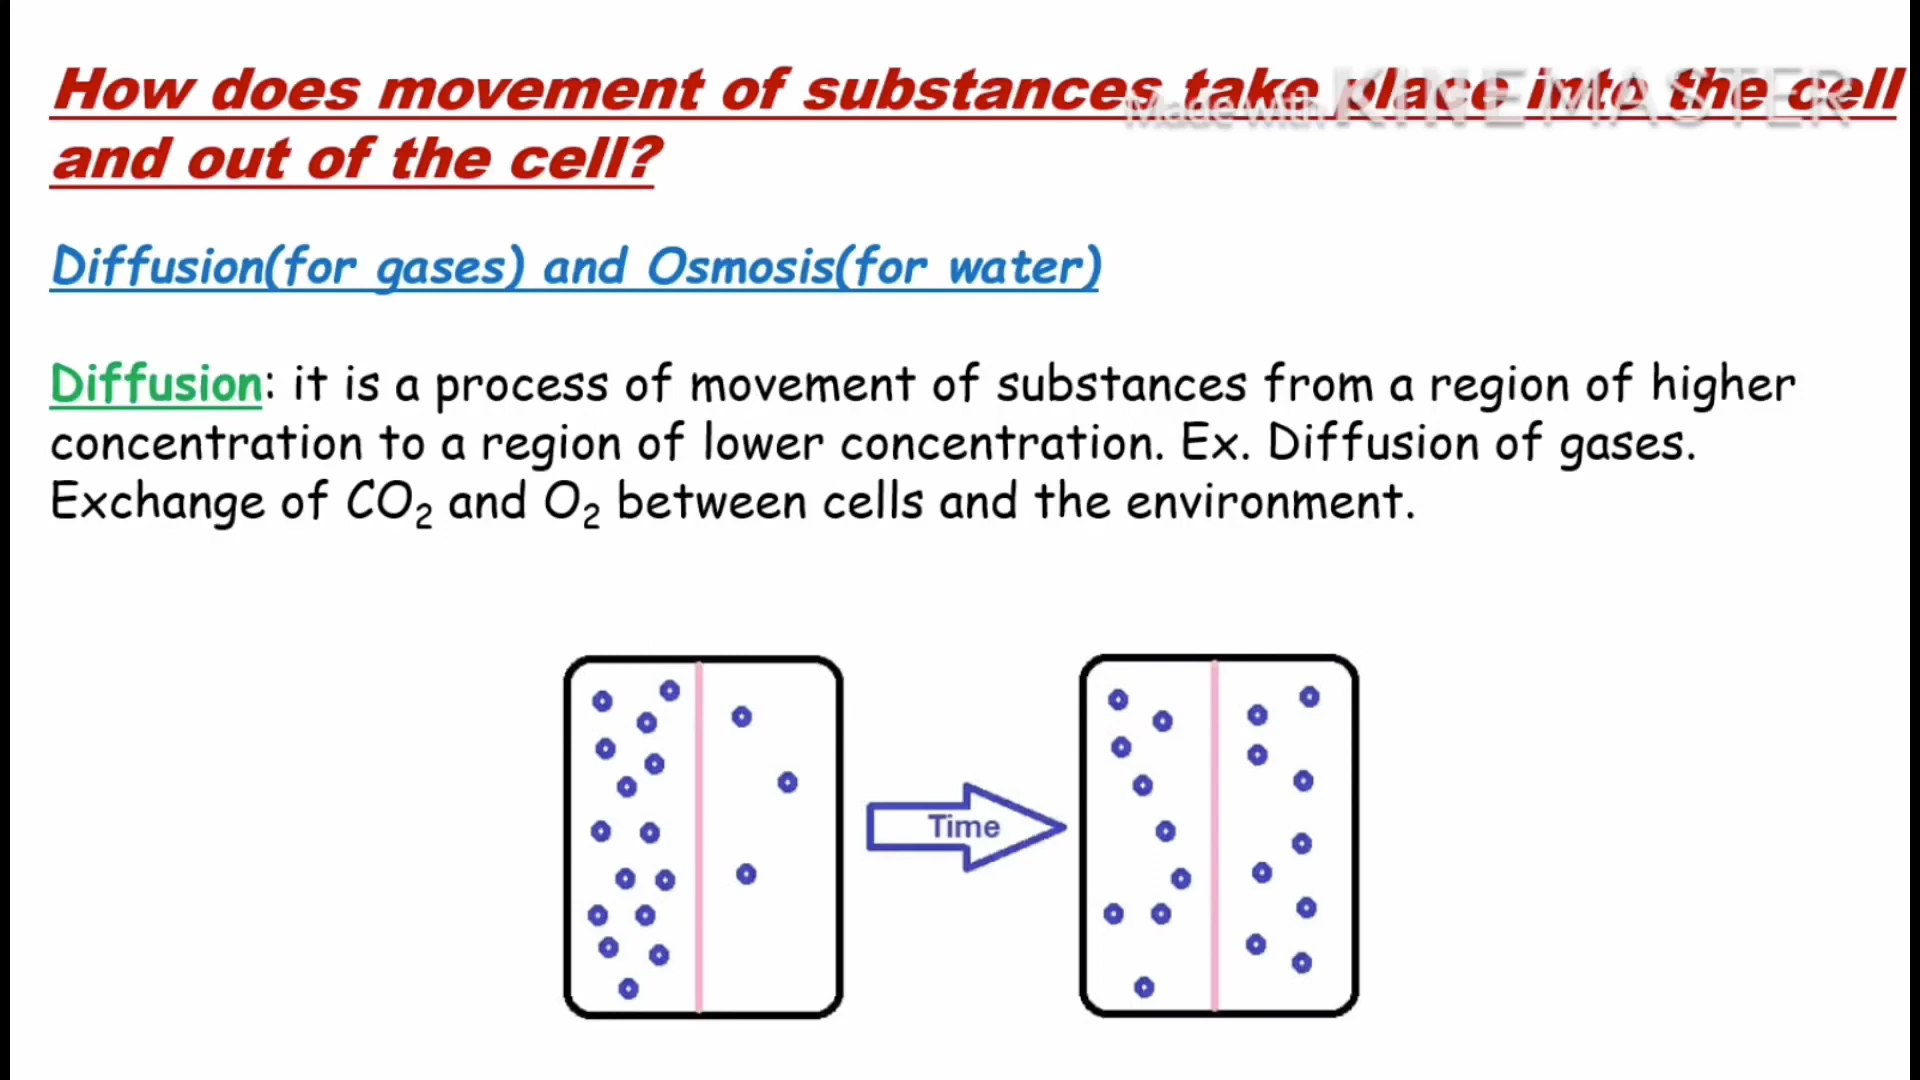 How does movement of substances take place into the cell
and out of the cell?
Made with KINEMASTER
Diffusion(for gases) and Osmosis(for water)
Diffusion: it is a process of movement of substances from a region of higher
concentration to a region of lower concentration. Ex. Diffusion of gases.
Exchange of CO₂ and O₂ between cells and the environment.
Time